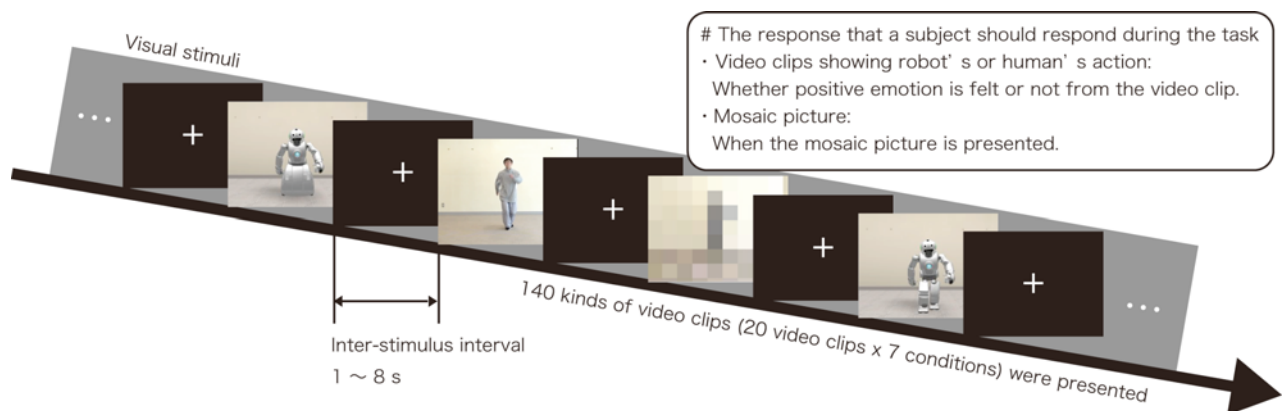 Visual stimuli
# The response that a subject should respond during the task
・Video clips showing robot’s or human’s action:
Whether positive emotion is felt or not from the video clip.
・Mosaic picture:
When the mosaic picture is presented.
Inter-stimulus interval
1 ～ 8 s
140 kinds of video clips (20 video clips x 7 conditions) were presented